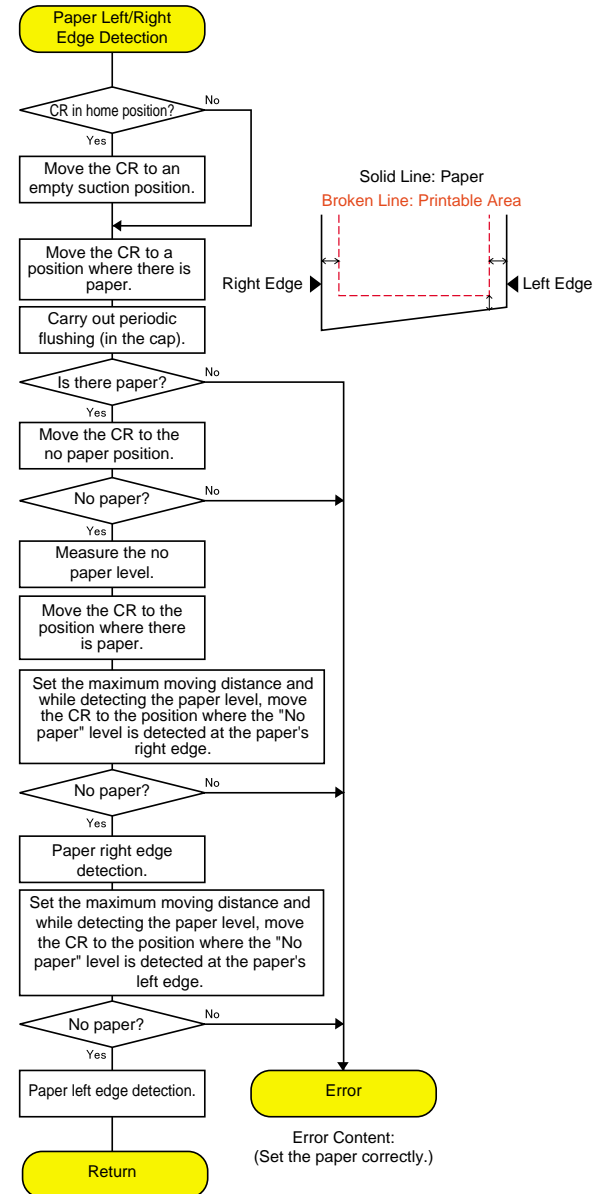 Paper Left/Right
Edge Detection
CR in home position?
No
Yes
Move the CR to an
empty suction position.
Move the CR to a
position where there is
paper.
Carry out periodic
flushing (in the cap).
Is there paper?
No
Yes
Move the CR to the
no paper position.
No paper?
No
Yes
Measure the no
paper level.
Move the CR to the
position where there
is paper.
Set the maximum moving distance and
while detecting the paper level, move
the CR to the position where the "No
paper" level is detected at the paper's
right edge.
No paper?
No
Yes
Paper right edge
detection.
Set the maximum moving distance and
while detecting the paper level, move
the CR to the position where the "No
paper" level is detected at the paper's
left edge.
No paper?
No
Yes
Paper left edge detection.
Return
Solid Line: Paper
Broken Line: Printable Area
Right Edge
Left Edge
Error
Error Content:
(Set the paper correctly.)